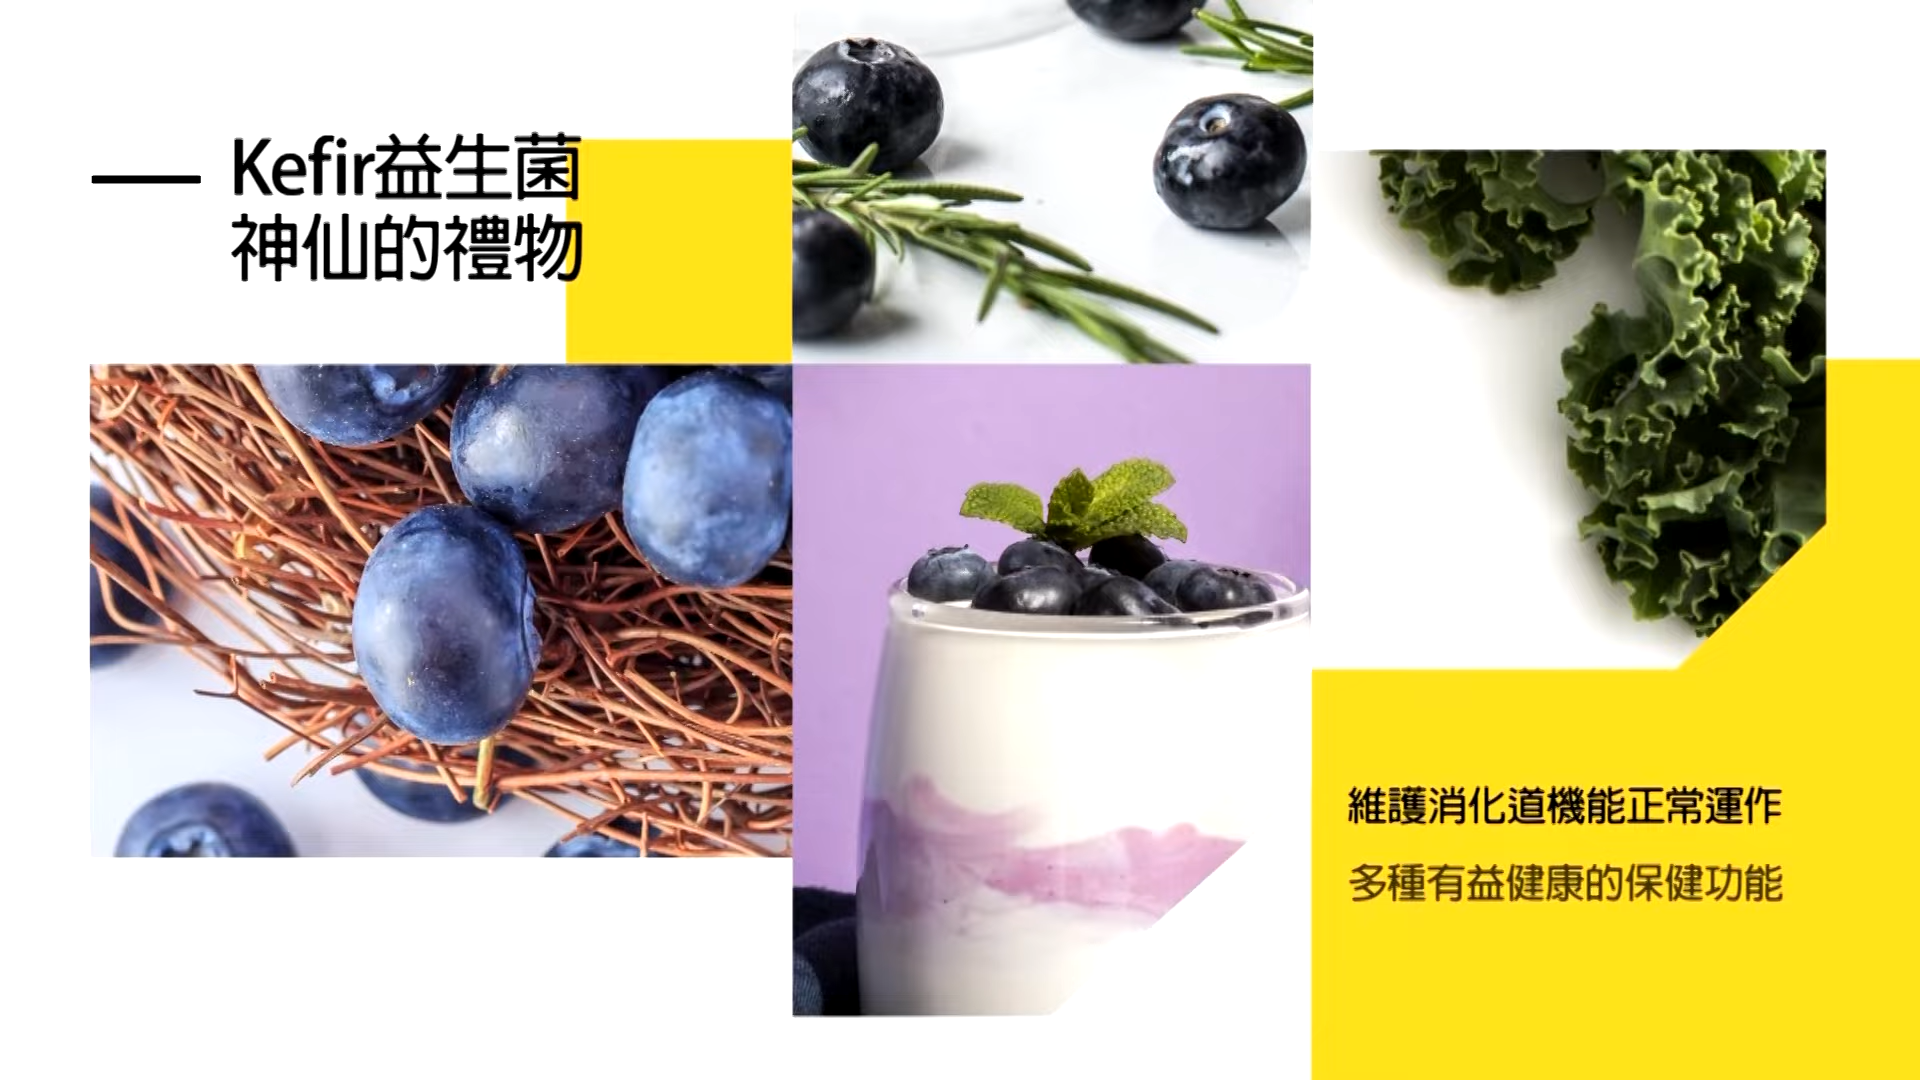 Kefir益生菌
神仙的禮物
維護消化道機能正常運作
多種有益健康的保健功能